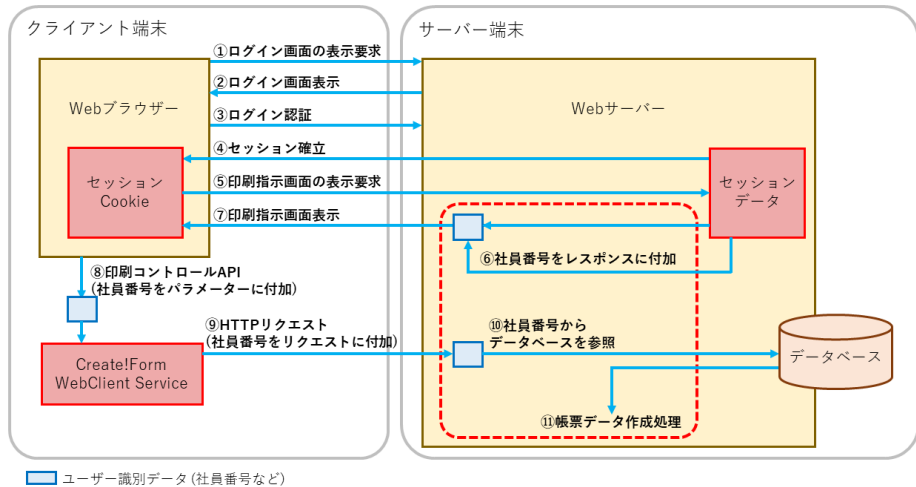 クライアント端末
サーバー端末
①ログイン画面の表示要求
②ログイン画面表示
Webブラウザー
Webサーバー
③ログイン認証
④セッション確立
セッション
Cookie
⑤印刷指示画面の表示要求
セッション
データ
⑦印刷指示画面表示
⑥社員番号をレスポンスに付加
⑧印刷コントロールAPI
(社員番号をパラメーターに付加)
⑨HTTPリクエスト
(社員番号をリクエストに付加)
⑩社員番号から
データベースを参照
データベース
Create!Form
WebClient Service
⑪帳票データ作成処理
ユーザー識別データ(社員番号など)